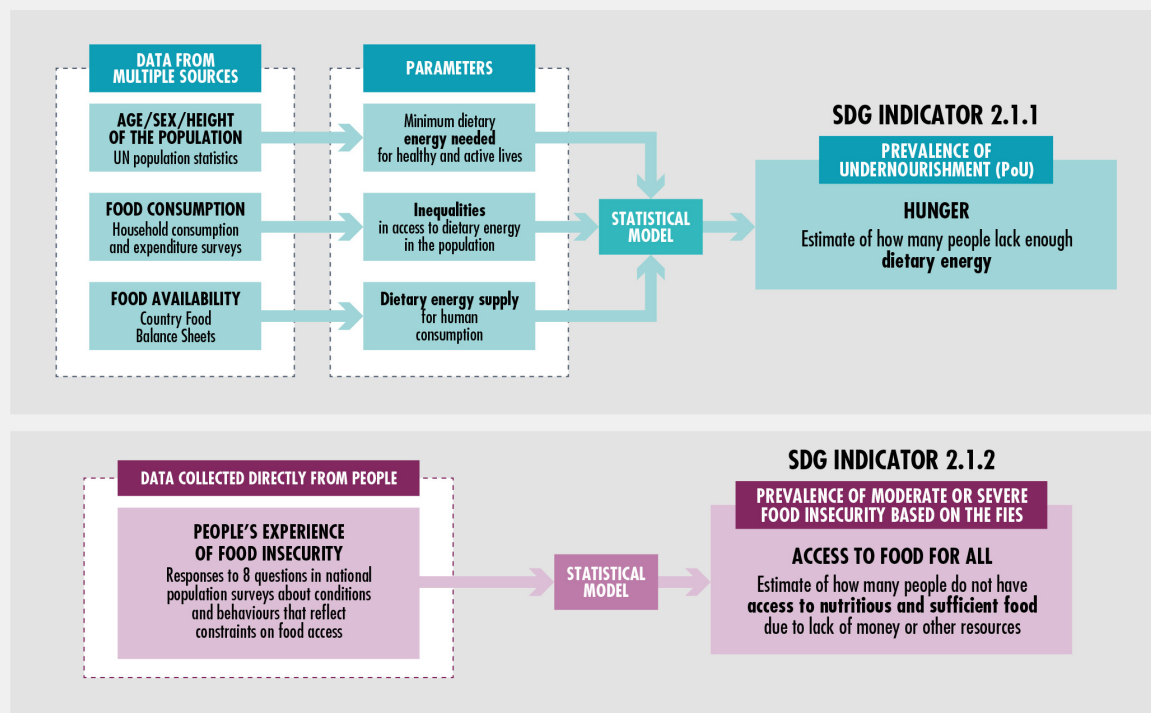 DATA FROM
MULTIPLE SOURCES
PARAMETERS
AGE/SEX/HEIGHT
OF THE POPULATION
UN population statistics
Minimum dietary
energy needed
for healthy and active lives
FOOD CONSUMPTION
Household consumption
and expenditure surveys
Inequalities
in access to dietary energy
in the population
FOOD AVAILABILITY
Country Food
Balance Sheets
Dietary energy supply
for human
consumption
STATISTICAL
MODEL
SDG INDICATOR 2.1.1
PREVALENCE OF
UNDERNOURISHMENT (PoU)
HUNGER
Estimate of how many people lack enough
dietary energy
DATA COLLECTED DIRECTLY FROM PEOPLE
PEOPLE'S EXPERIENCE
OF FOOD INSECURITY
Responses to 8 questions in national
population surveys about conditions
and behaviours that reflect
constraints on food access
STATISTICAL
MODEL
SDG INDICATOR 2.1.2
PREVALENCE OF MODERATE OR SEVERE
FOOD INSECURITY BASED ON THE FIES
ACCESS TO FOOD FOR ALL
Estimate of how many people do not have
access to nutritious and sufficient food
due to lack of money or other resources